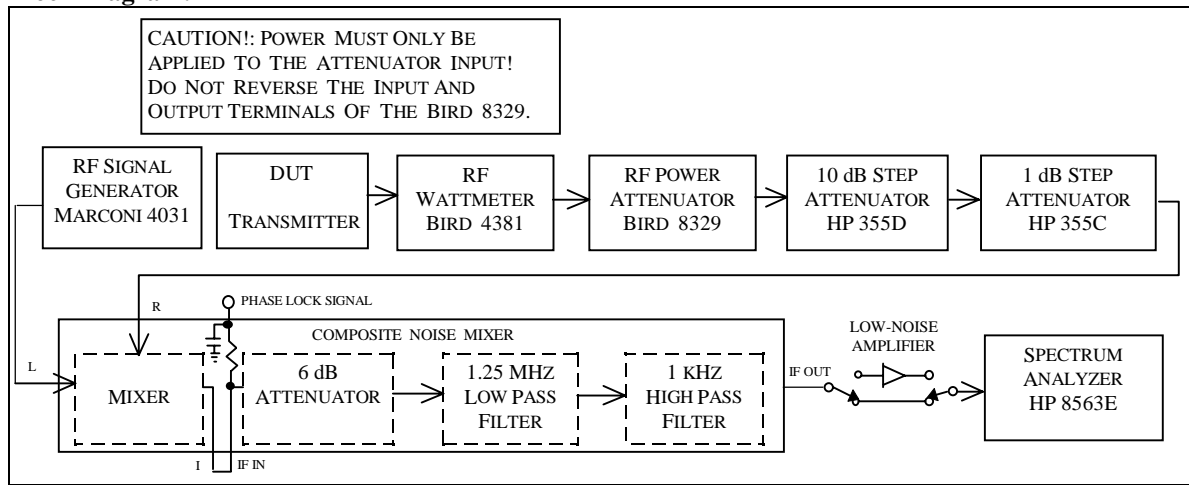 CAUTION!: POWER MUST ONLY BE
APPLIED TO THE ATTENUATOR INPUT!
DO NOT REVERSE THE INPUT AND
OUTPUT TERMINALS OF THE BIRD 8329.
RF SIGNAL
GENERATOR
MARCONI 4031
DUT
TRANSMITTER
RF
WATTMETER
BIRD 4381
RF POWER
ATTENUATOR
BIRD 8329
10 dB STEP
ATTENUATOR
HP 355D
1 dB STEP
ATTENUATOR
HP 355C
R
PHASE LOCK SIGNAL
COMPOSITE NOISE MIXER
L
MIXER
6 dB
ATTENUATOR
1.25 MHZ
LOW PASS
FILTER
1 KHZ
HIGH PASS
FILTER
I
IF IN
IF OUT
LOW-NOISE
AMPLIFIER
SPECTRUM
ANALYZER
HP 8563E